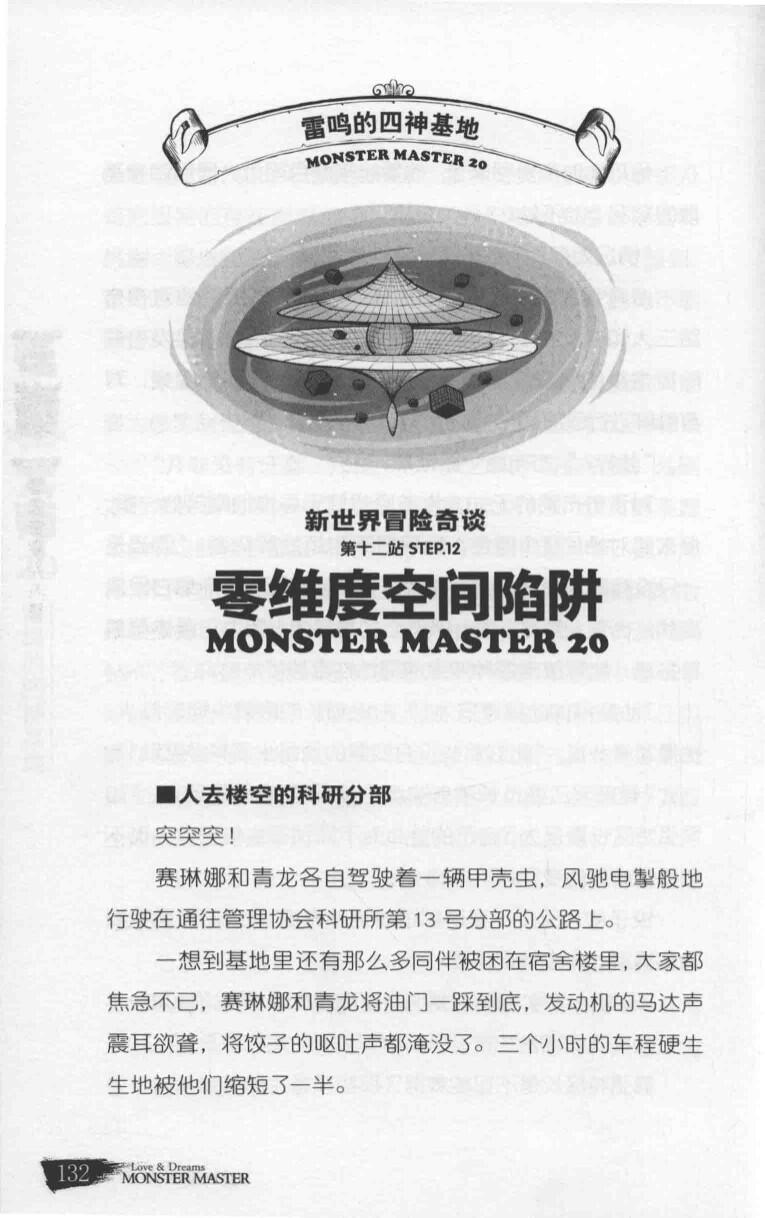 雷鸣的四神基地
MONSTER MASTER 20
新世界冒险奇谈
第十二站 STEP.12
零维度空间陷阱
MONSTER MASTER 20
■人去楼空的科研分部
突突突！
赛琳娜和青龙各自驾驶着一辆甲壳虫，风驰电掣般地
行驶在通往管理协会科研所第 13 号分部的公路上。
一想到基地里还有那么多同伴被困在宿舍楼里，大家都
焦急不已，赛琳娜和青龙将油门一踩到底，发动机的马达声
震耳欲聋，将饺子的呕吐声都淹没了。三个小时的车程硬生
生地被他们缩短了一半。
132
Love & Dreams
MONSTER MASTER